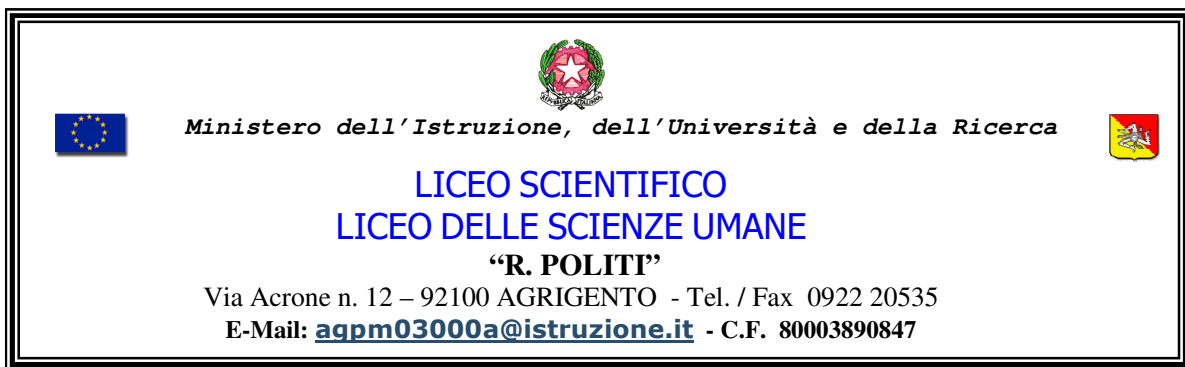 Ministero dell'Istruzione, dell'Università e della Ricerca
LICEO SCIENTIFICO
LICEO DELLE SCIENZE UMANE
“R. POLITI”
Via Acrone n. 12 – 92100 AGRIGENTO - Tel. / Fax 0922 20535
E-Mail: agpm03000a@istruzione.it - C.F. 80003890847